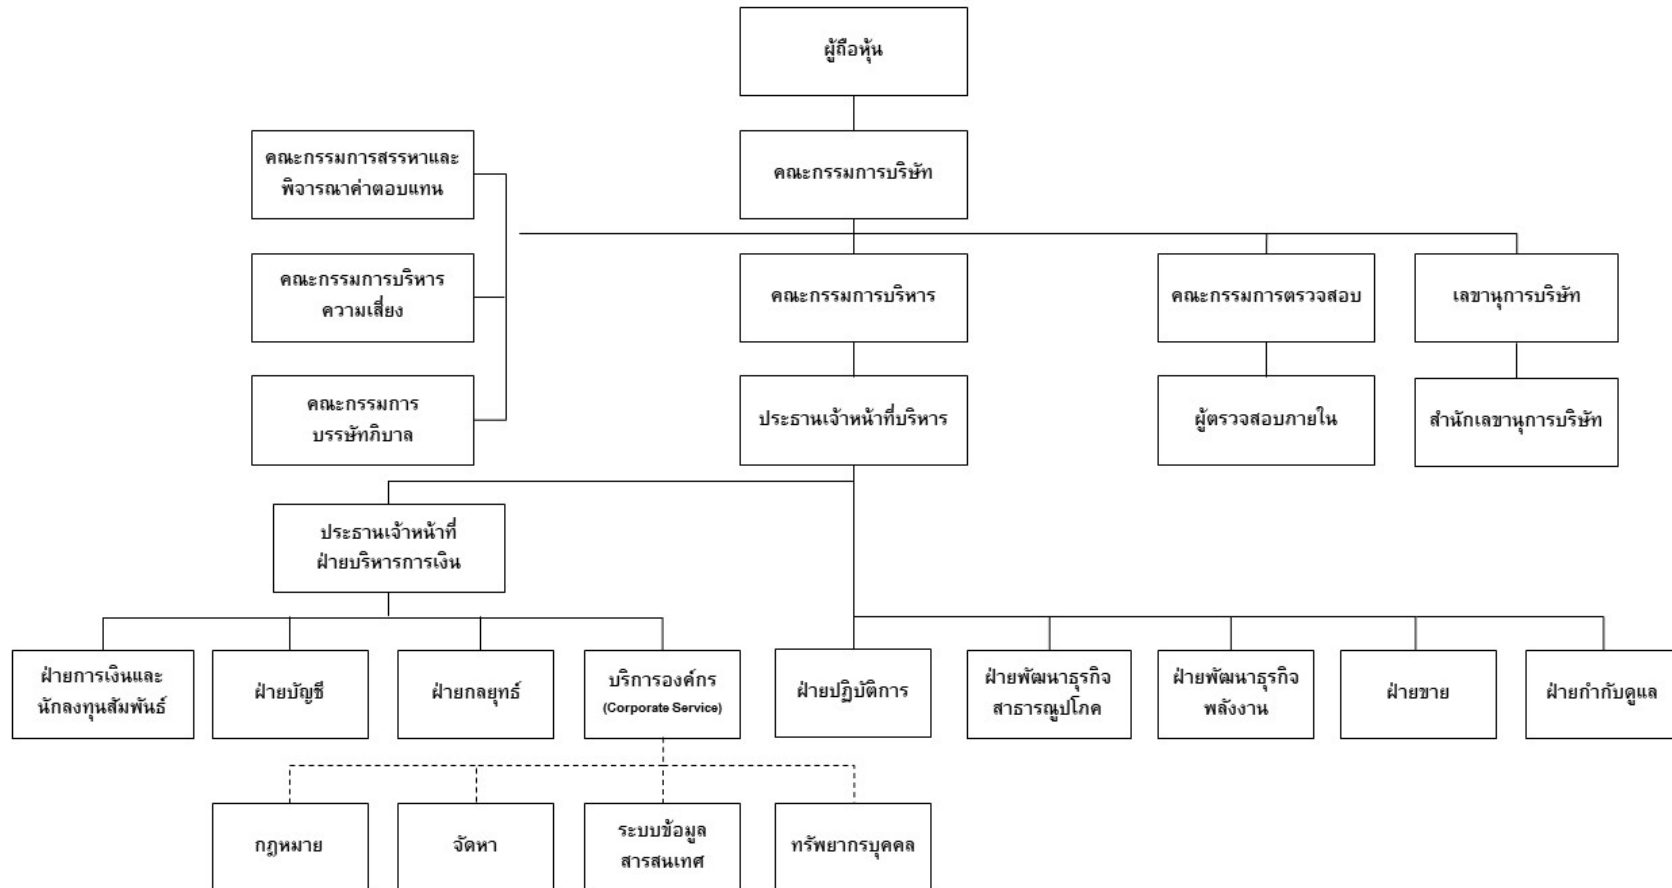 ผู้ถือหุ้น
คณะกรรมการสรรหาและ
พิจารณาค่าตอบแทน
คณะกรรมการบริษัท
คณะกรรมการบริหาร
ความเสี่ยง
คณะกรรมการบริหาร
คณะกรรมการตรวจสอบ
เลขานุการบริษัท
คณะกรรมการ
บรรษัทภิบาล
ประธานเจ้าหน้าที่บริหาร
ผู้ตรวจสอบภายใน
สำนักเลขานุการบริษัท
ประธานเจ้าหน้าที่
ฝ่ายบริหารการเงิน
ฝ่ายการเงินและ
นักลงทุนสัมพันธ์
ฝ่ายบัญชี
ฝ่ายกลยุทธ์
บริการองค์กร
(Corporate Service)
ฝ่ายปฏิบัติการ
ฝ่ายพัฒนาธุรกิจ
สาธารณูปโภค
ฝ่ายพัฒนาธุรกิจ
พลังงาน
ฝ่ายขาย
ฝ่ายกำกับดูแล
กฎหมาย
จัดหา
ระบบข้อมูล
สารสนเทศ
ทรัพยากรบุคคล